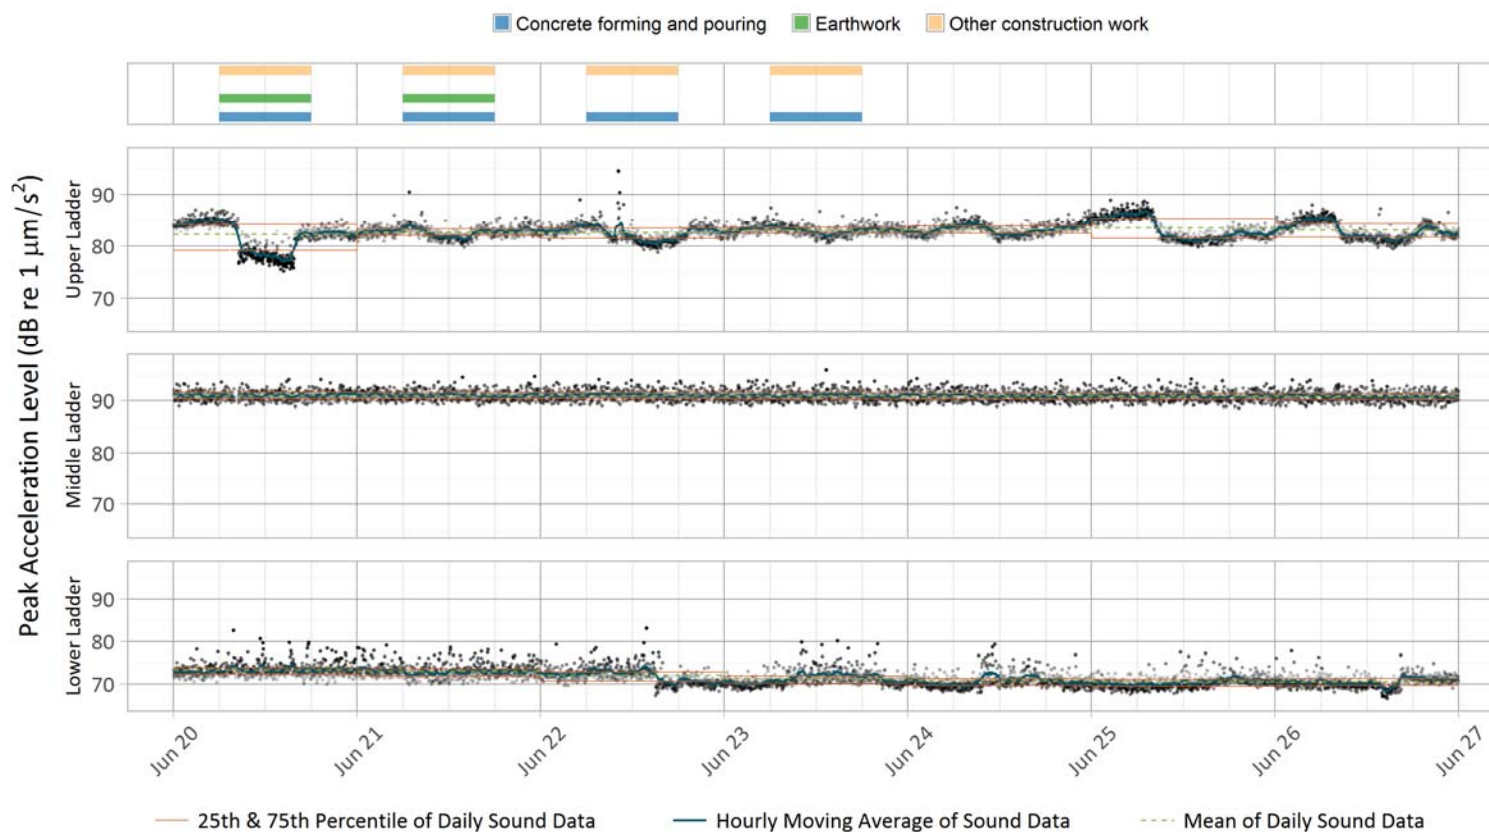 Concrete forming and pouring Earthwork Other construction work
Peak Acceleration Level (dB re 1 μm/s²)
Upper Ladder
90
80
70
Middle Ladder
90
80
70
Lower Ladder
90
80
70
Jun 20 Jun 21 Jun 22 Jun 23 Jun 24 Jun 25 Jun 26 Jun 27
25th & 75th Percentile of Daily Sound Data Hourly Moving Average of Sound Data Mean of Daily Sound Data